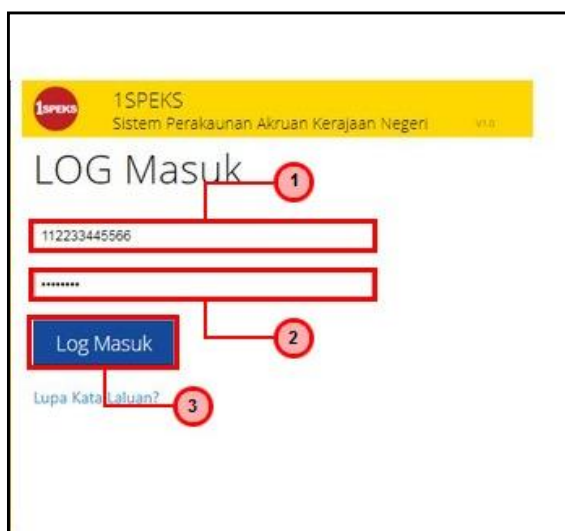 1SPEKS
1SPEKS
Sistem Perakaunan Akruan Kerajaan Negeri V1.0
LOG Masuk
1
112233445566
••••••••
2
Log Masuk
Lupa Kata Laluan?
3